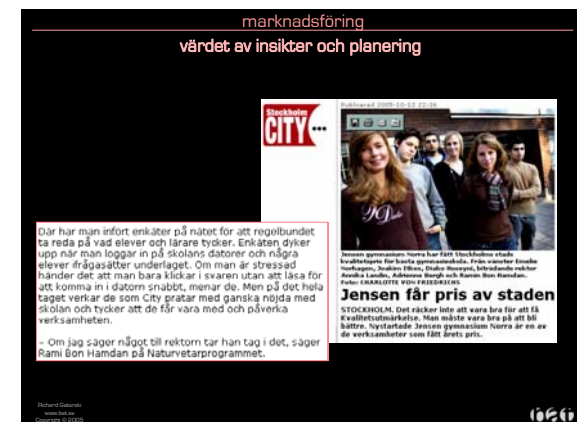 marknadsföring
värdet av insikter och planering
Publicerad 2005-10-12 22:36
Stockholm
CITY...
Jensen gymnasium Norra har fått Stockholms stads
kvalitetspris för bästa gymnasieskola. Från vänster Emelie
Norhagen, Joakim Ethes, Diako Roxeyni, biträdande rektor
Annika Landin, Adrienne Bergh och Ramin Bon Hamdan.
Foto: CHARLOTTE VON FRIEDRICHS
Jensen får pris av staden
STOCKHOLM. Det räcker inte att vara bra för att få
Kvalitetsutmärkelse. Man måste vara bra på att bli
bättre. Nystartade Jensen gymnasium Norra är en av
de verksamheter som fått årets pris.
Där har man infört enkäter på nätet för att regelbundet
ta reda på vad elever och lärare tycker. Enkäten dyker
upp när man loggar in på skolans datorer och några
elever ifrågasätter underlaget. Om man är stressad
händer det att man bara klickar i svaren utan att läsa för
att komma in i datorn snabbt, menar de. Men på det hela
taget verkar de som City pratar med ganska nöjda med
skolan och tycker att de får vara med och påverka
verksamheten.
– Om jag säger något till rektorn tar han tag i det, säger
Rami Bon Hamdan på Naturvetarprogrammet.
Richard Gatarski
Copyright © 2005